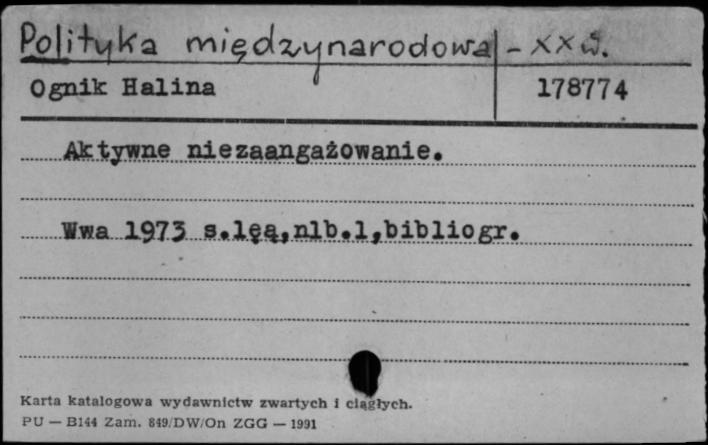 Polityka międzynarodowa - XX w.
Ognik Halina 178774
Aktywne niezaangażowanie.
Wwa 1973 s.lęą,nlb.1,bibliogr.
Karta katalogowa wydawnictw zwartych i ciągłych.
PU — B144 Zam. 849/DW/On ZGG — 1991